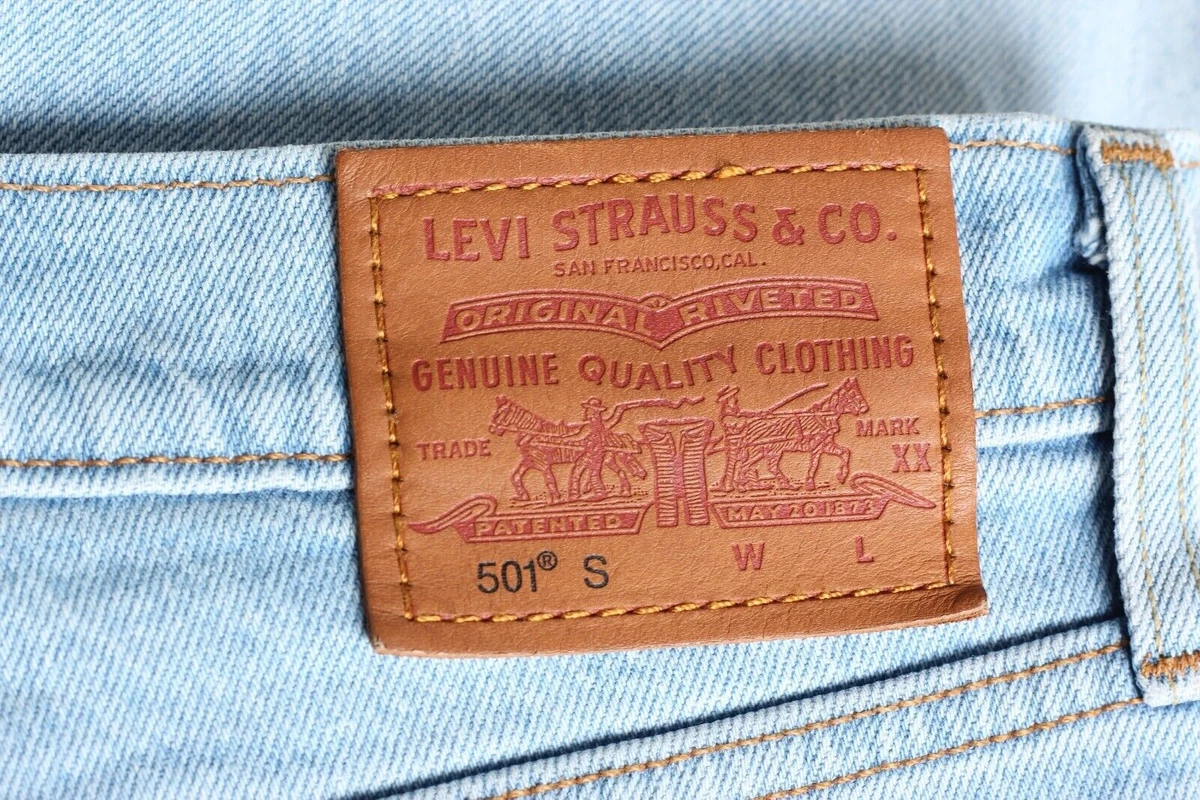 LEVI STRAUSS & CO.
SAN FRANCISCO, CAL.
ORIGINAL RIVETED
GENUINE QUALITY CLOTHING
TRADE MARK
XX
PATENTED MAY 20 1873
501® S W L